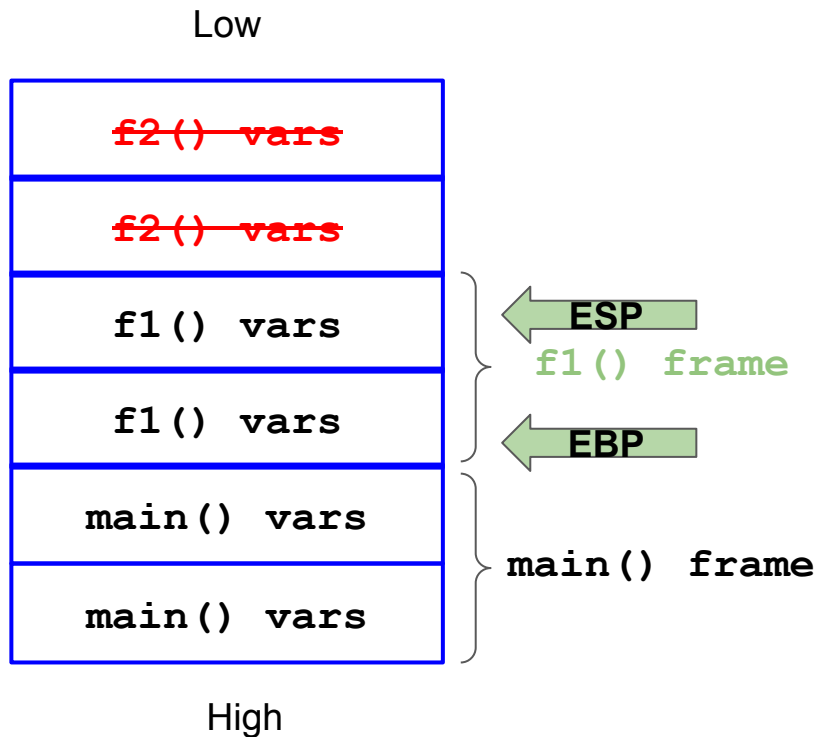 Low
f2() vars
f2() vars
f1() vars
ESP
f1() frame
f1() vars
EBP
main() vars
main() frame
main() vars
High